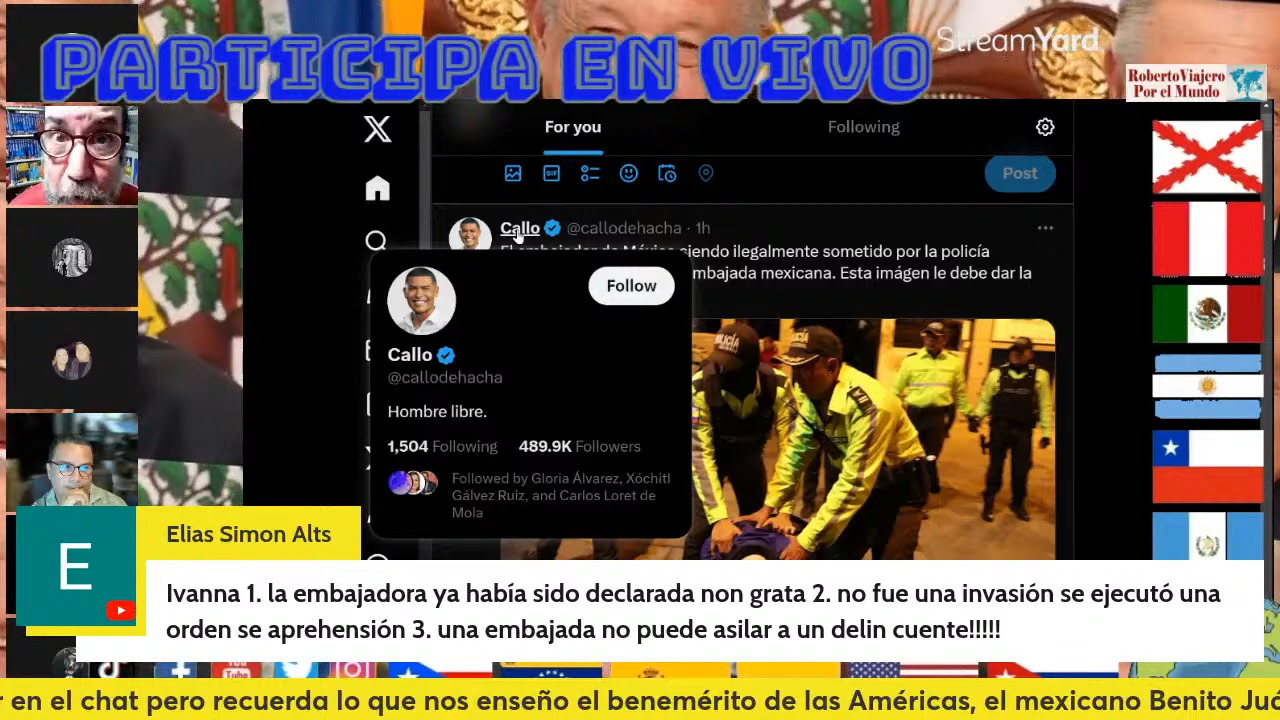 PARTICIPA EN VIVO
StreamYard
RobertoViajero
Por el Mundo
For you
Following
Post
Callo @callodehacha · 1h
siendo ilegalmente sometido por la policía
embajada mexicana. Esta imágen le debe dar la
Follow
Callo
@callodehacha
Hombre libre.
1,504 Following 489.9K Followers
Followed by Gloria Álvarez, Xóchitl
Gálvez Ruiz, and Carlos Loret de
Mola
POLICÍA
E
Elias Simon Alts
Ivanna 1. la embajadora ya había sido declarada non grata 2. no fue una invasión se ejecutó una
orden se aprehensión 3. una embajada no puede asilar a un delin cuente!!!!!
en el chat pero recuerda lo que nos enseño el benemérito de las Américas, el mexicano Benito